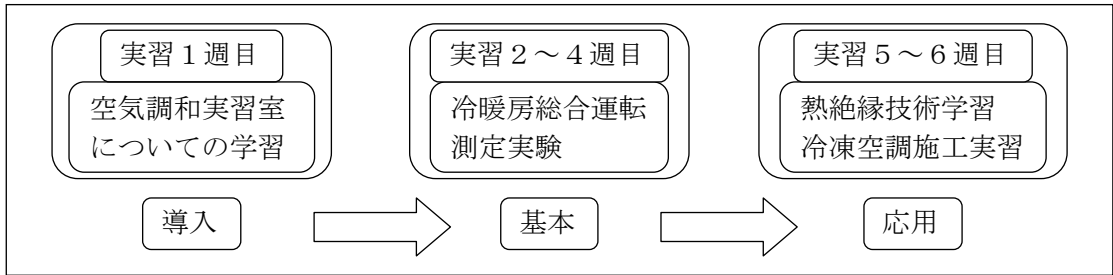 実習１週目
空気調和実習室
についての学習
実習２～４週目
冷暖房総合運転
測定実験
実習５～６週目
熱絶縁技術学習
冷凍空調施工実習
導入
基本
応用